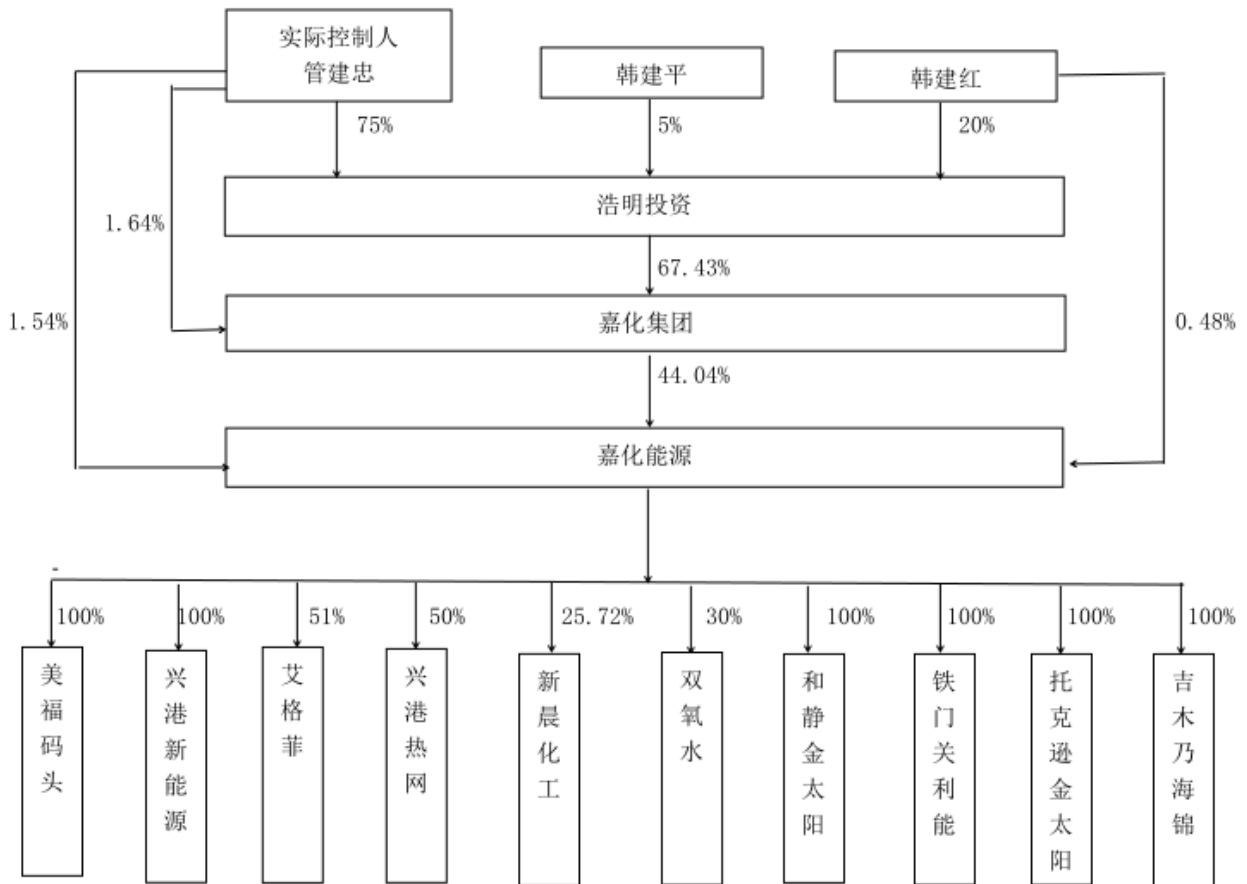 实际控制人
管建忠
韩建平
韩建红
75%
5%
20%
浩明投资
1.64%
67.43%
嘉化集团
1.54%
0.48%
44.04%
嘉化能源
100%
100%
51%
50%
25.72%
30%
100%
100%
100%
100%
美福码头
兴港新能源
艾格菲
兴港热网
新晨化工
双氧水
和静金太阳
铁门关利能
托克逊金太阳
吉木乃海锦